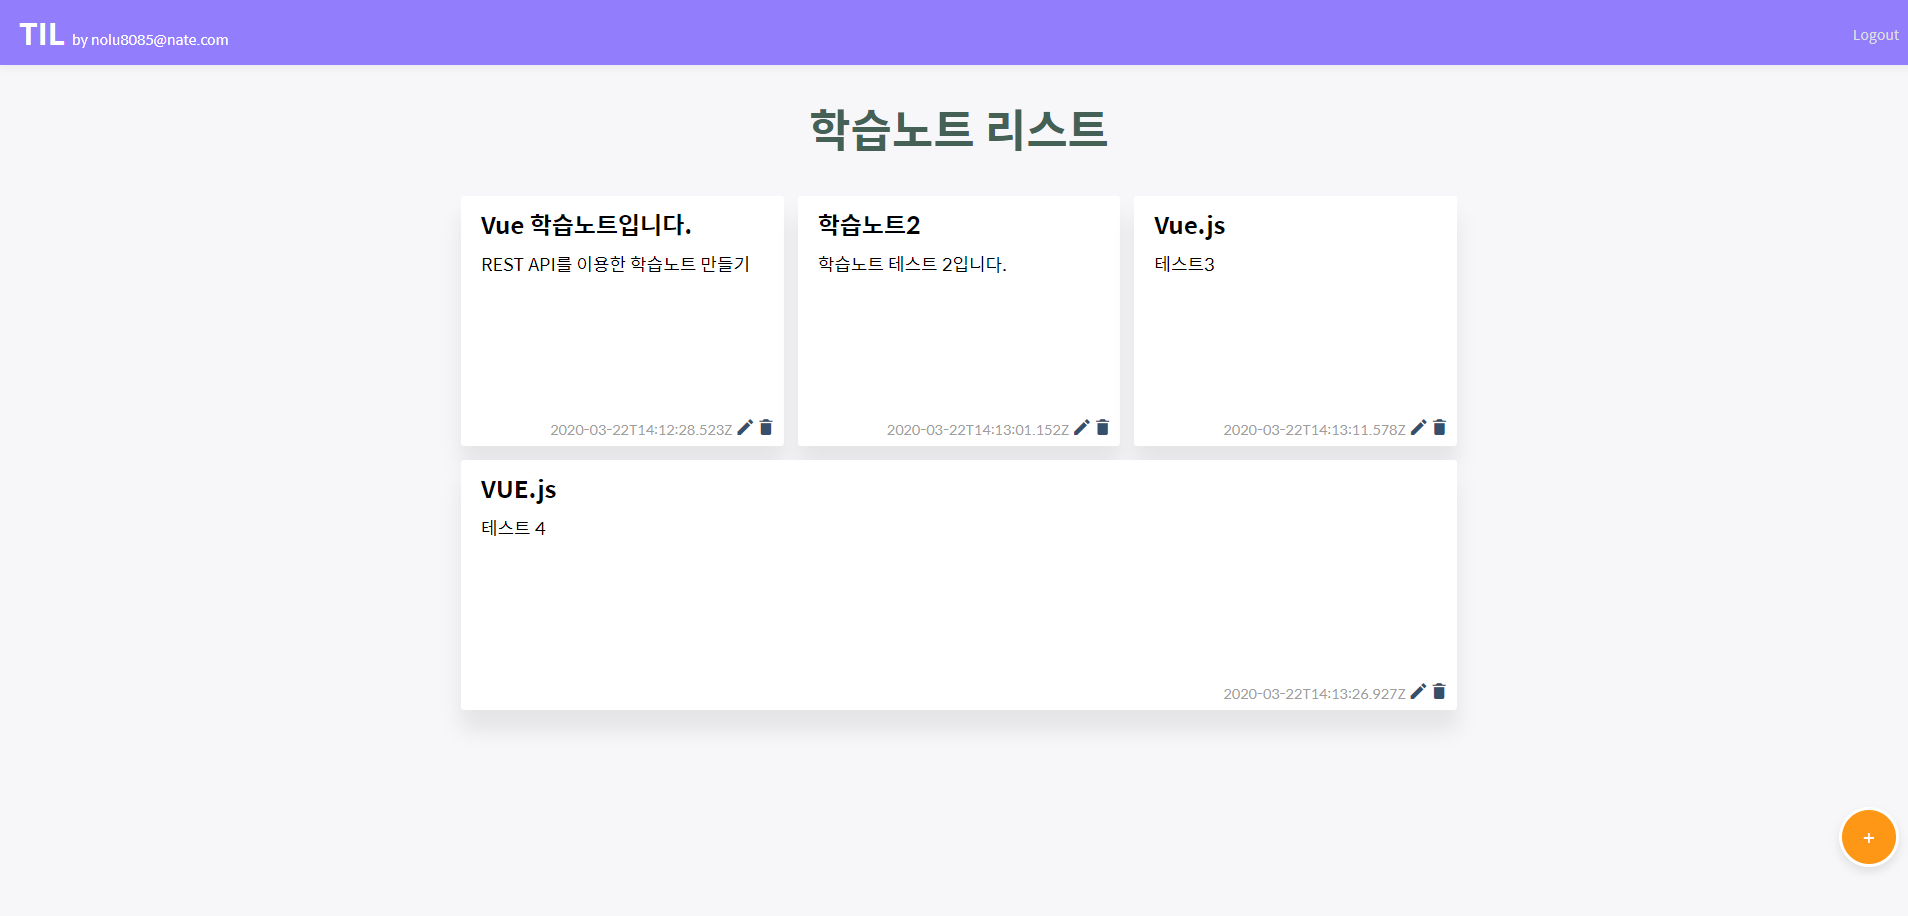 TIL by nolu8085@nate.com
Logout
학습노트 리스트
Vue 학습노트입니다.
REST API를 이용한 학습노트 만들기
2020-03-22T14:12:28.523Z
학습노트2
학습노트 테스트 2입니다.
2020-03-22T14:13:01.152Z
Vue.js
테스트3
2020-03-22T14:13:11.578Z
VUE.js
테스트 4
2020-03-22T14:13:26.927Z
+